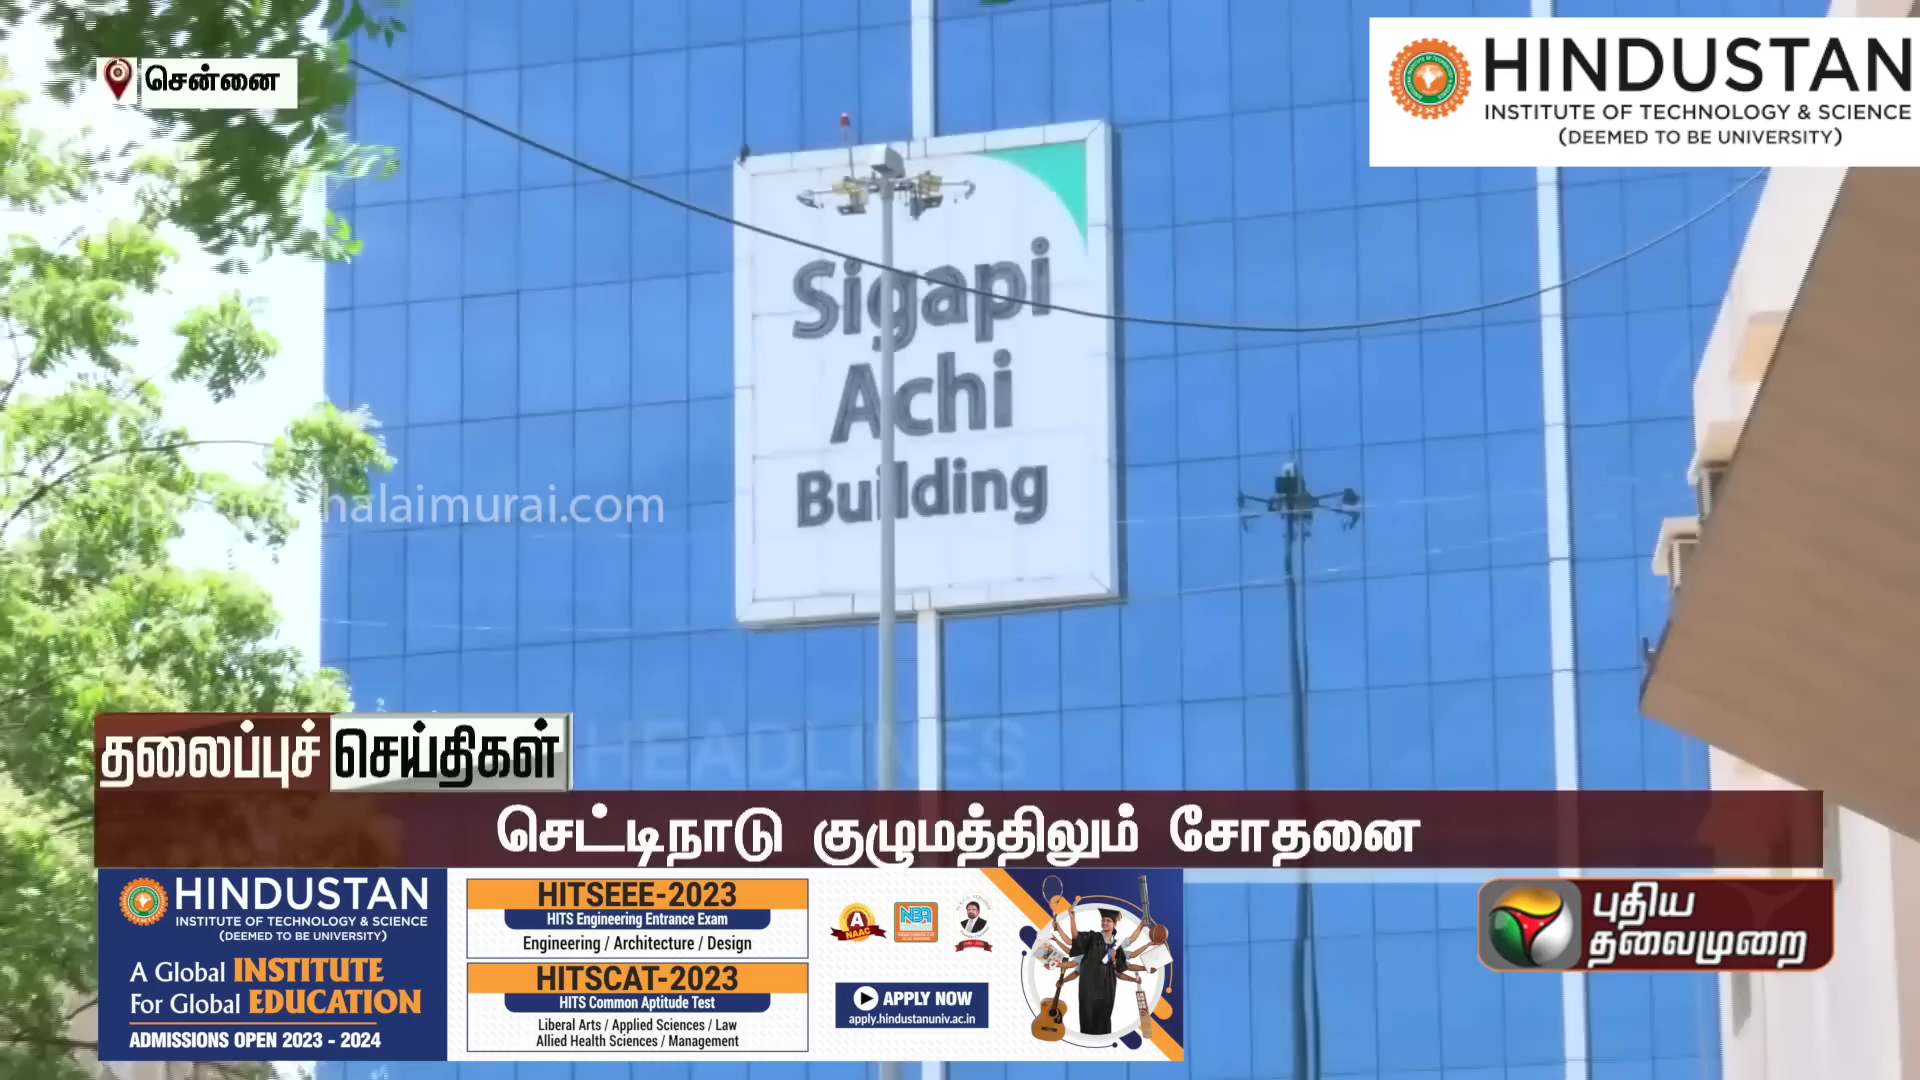 சென்னை
HINDUSTAN
INSTITUTE OF TECHNOLOGY & SCIENCE
(DEEMED TO BE UNIVERSITY)
Sigapi
Achi
Building
halaimurai.com
தலைப்புச் செய்திகள்
HEADLINES
செட்டிநாடு குழுமத்திலும் சோதனை
HINDUSTAN
INSTITUTE OF TECHNOLOGY & SCIENCE
(DEEMED TO BE UNIVERSITY)
A Global INSTITUTE
For Global EDUCATION
ADMISSIONS OPEN 2023 - 2024
HITSEEE-2023
HITS Engineering Entrance Exam
Engineering / Architecture / Design
HITSCAT-2023
HITS Common Aptitude Test
Liberal Arts / Applied Sciences / Law
Allied Health Sciences / Management
A
NAAC
NBA
APPLY NOW
apply.hindustanuniv.ac.in
புதிய
தலைமுறை